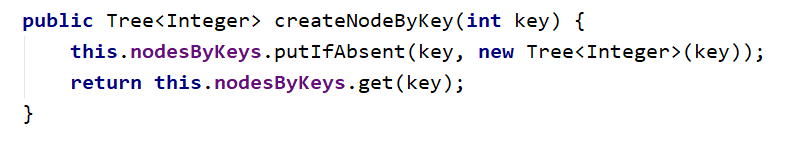 public Tree<Integer> createNodeByKey(int key) {
    this.nodesByKeys.putIfAbsent(key, new Tree<Integer>(key));
    return this.nodesByKeys.get(key);
}